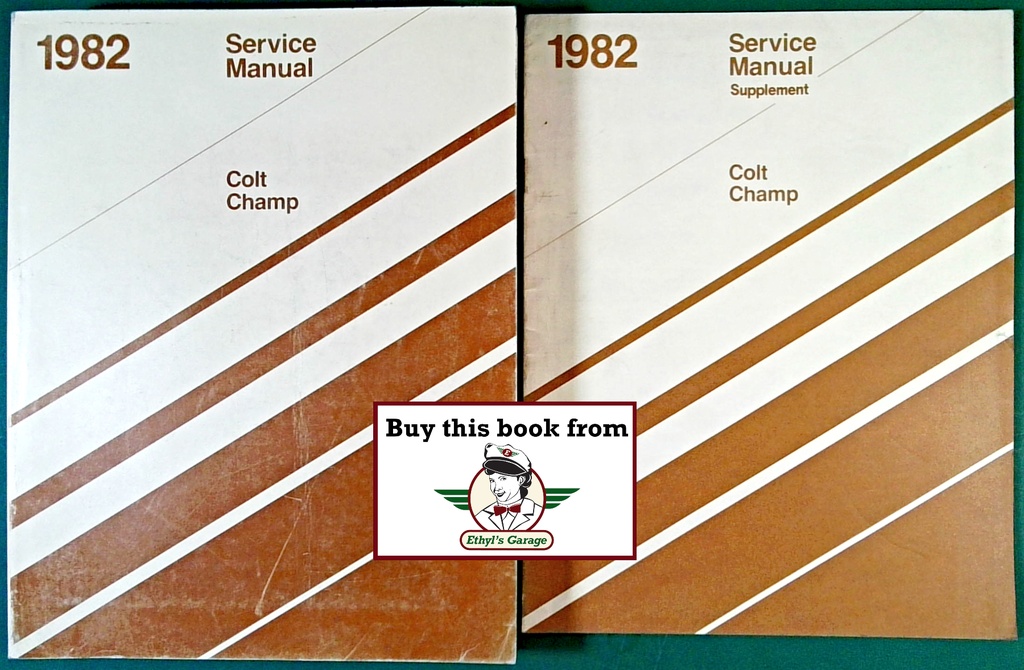 1982
Service
Manual
Colt
Champ
1982
Service
Manual
Supplement
Colt
Champ
Buy this book from
E
Ethyl's Garage